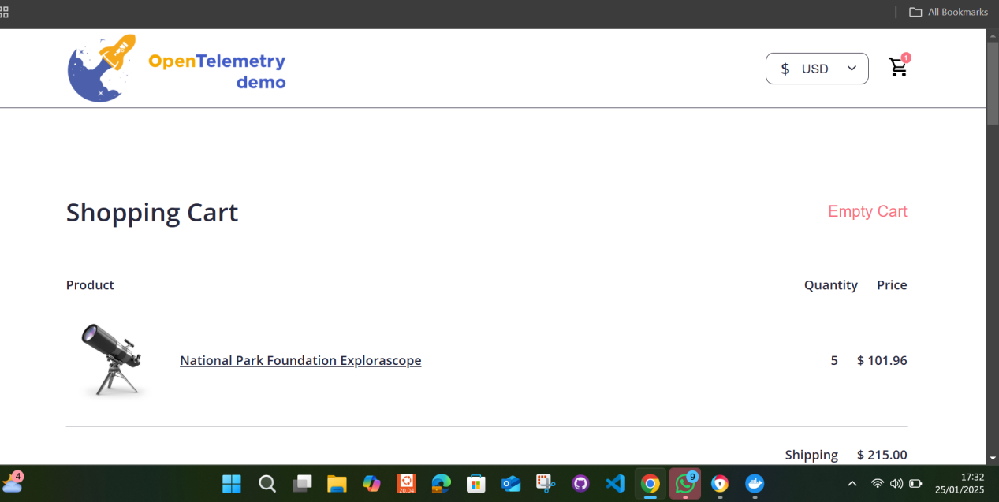 All Bookmarks
OpenTelemetry
demo
$ USD
1
Shopping Cart
Empty Cart
Product Quantity Price
National Park Foundation Explorascope 5 $ 101.96
Shipping $ 215.00
4
20.04
9
17:32
25/01/2025